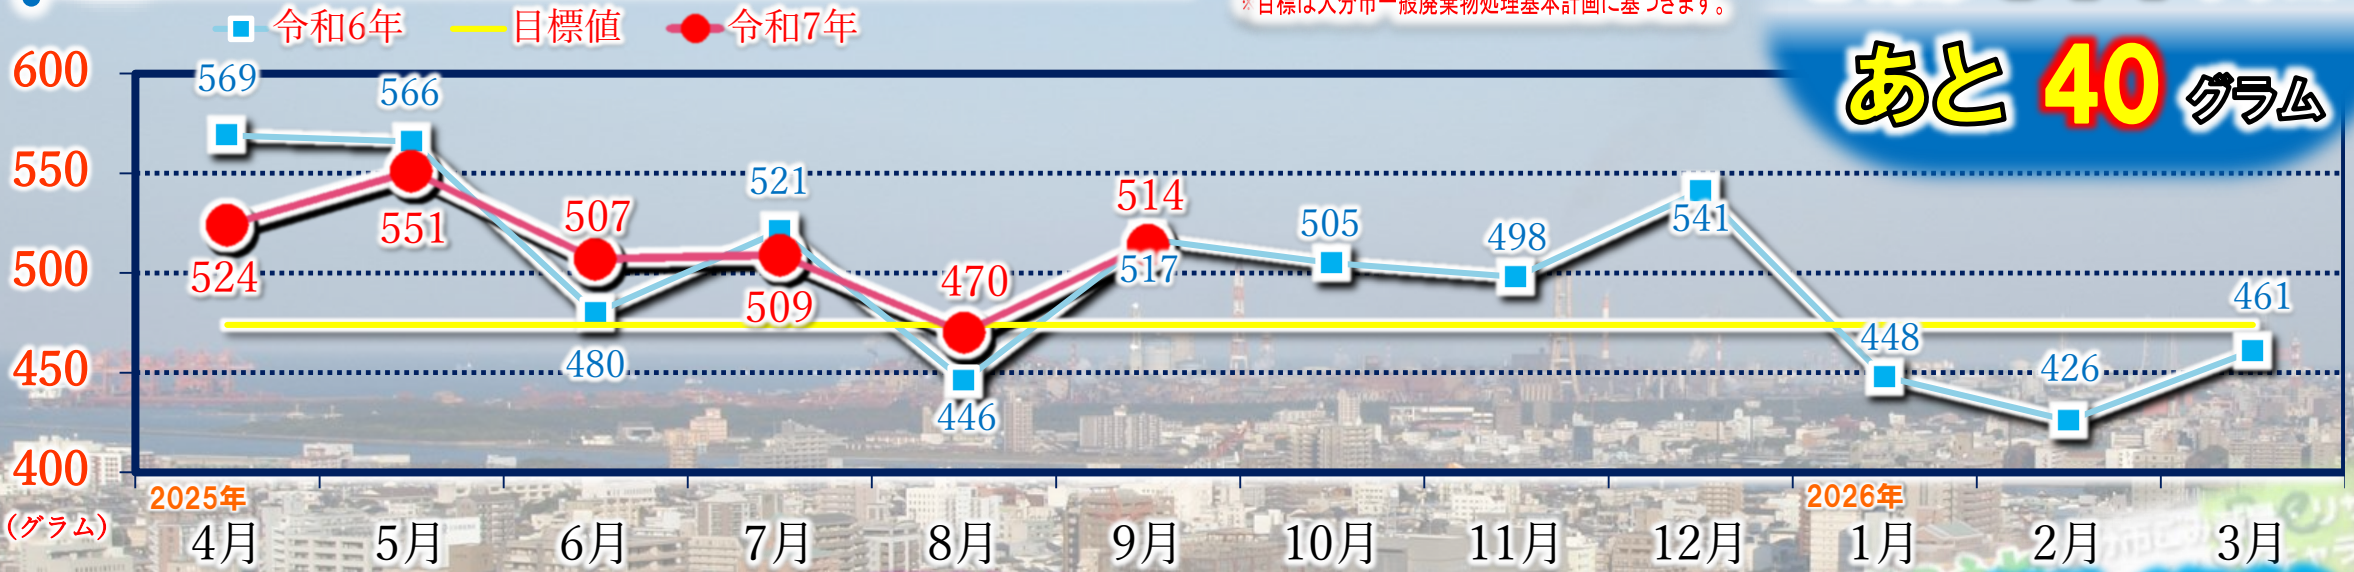 ※目標は大分市一般廃棄物処理基本計画に基づきます。
令和6年 目標値 令和7年
あと 40 グラム
600
550
500
450
400
(グラム)
569 566 480 521 446 517 505 498 541 448 426 461
524 551 507 509 470 514
2025年 2026年
4月 5月 6月 7月 8月 9月 10月 11月 12月 1月 2月 3月